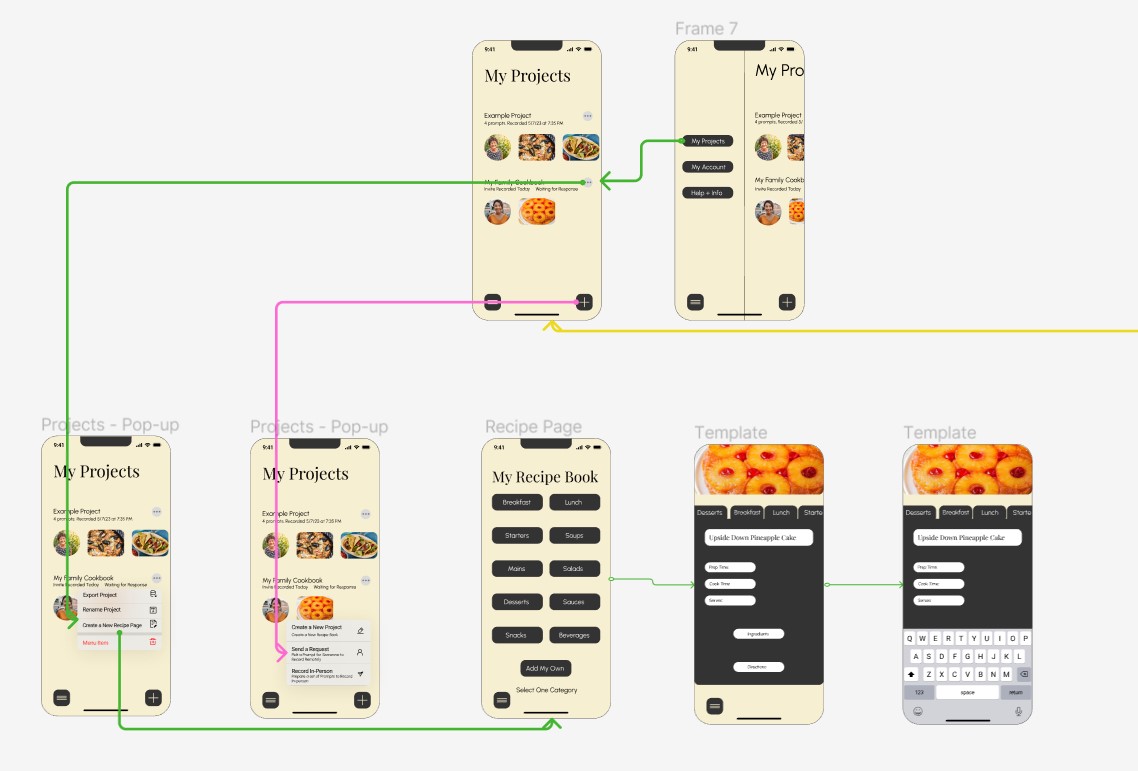 Frame 7
9:41
My Projects
Example Project
4 prompts. Recorded 5/7/23 at 7:35 PM
My Family Cookbook
Invite Recorded Today Waiting for Response
9:41
My Projects
My Account
Help + Info
My Pro
Example Project
4 prompts. Recorded 5/
My Family Cookb
Invite Recorded Today
Projects - Pop-up
9:41
My Projects
Example Project
4 prompts. Recorded 5/7/23 at 7:35 PM
My Family Cookbook
Invite Recorded Today Waiting for Response
Export Project
Rename Project
Create a New Recipe Page
Menu Item
Projects - Pop-up
9:41
My Projects
Example Project
4 prompts. Recorded 5/7/23 at 7:35 PM
My Family Cookbook
Invite Recorded Today Waiting for Response
Create a New Project
Create a New Recipe Book
Send a Request
Pick a Prompt for Someone to
Record Remotely
Record In-Person
Prepare a set of Prompts to Record
In-person
Recipe Page
9:41
My Recipe Book
Breakfast Lunch
Starters Soups
Mains Salads
Desserts Sauces
Snacks Beverages
Add My Own
Select One Category
Template
Desserts Breakfast Lunch Starte
Upside Down Pineapple Cake
Prep Time
Cook Time
Serves
Ingredients
Directions
Template
Desserts Breakfast Lunch Starte
Upside Down Pineapple Cake
Prep Time
Cook Time
Serves
Q W E R T Y U I O P
A S D F G H J K L
Z X C V B N M
123 space return